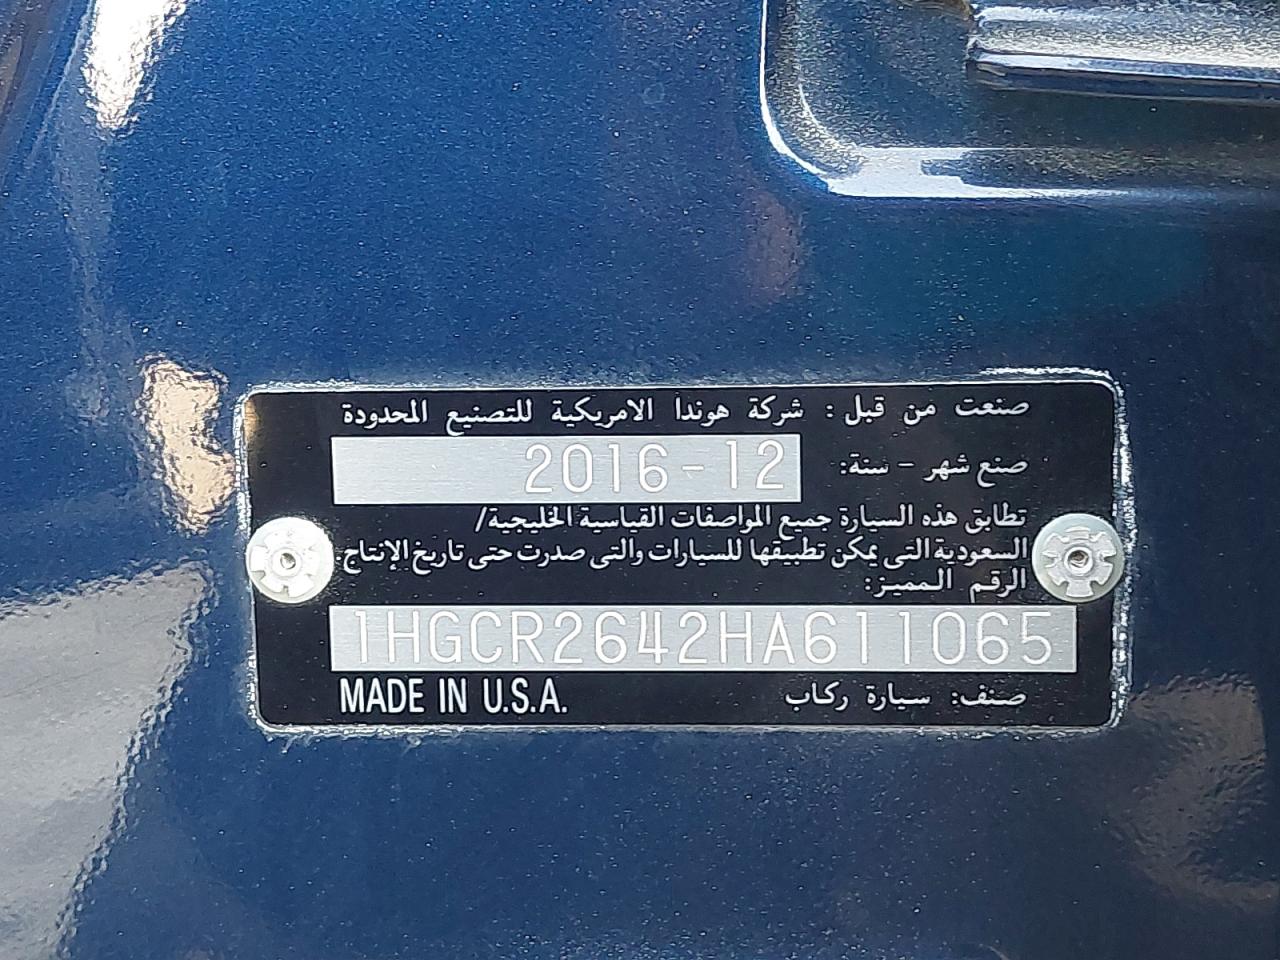 صنعت من قبل : شركة هوندا الامريكية للتصنيع المحدودة
صنع شهر - سنة: 2016-12
تطابق هذه السيارة جميع المواصفات القياسية الخليجية/
السعودية التى يمكن تطبيقها للسيارات والتى صدرت حتى تاريخ الإنتاج.
الرقم المميز:
1HGCR2642HA611065
صنف: سيارة ركاب MADE IN U.S.A.